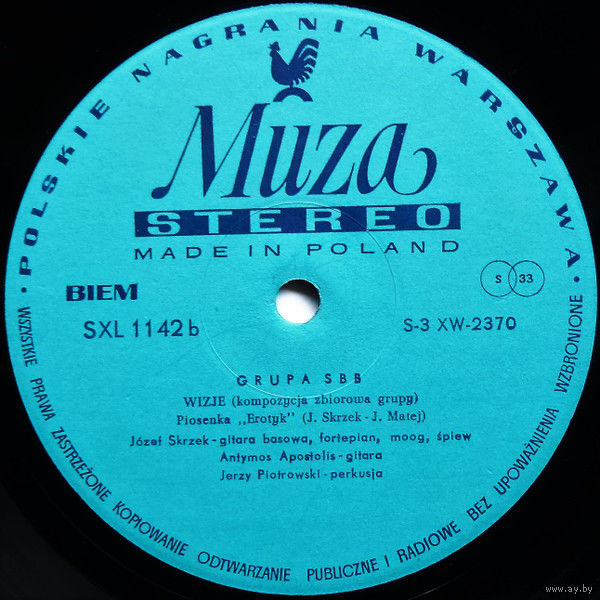 • POLSKIE NAGRANIA WARSZAWA •
Muza
STEREO
MADE IN POLAND
BIEM
S 33
SXL 1142 b
S-3 XW-2370
GRUPA SBB
WIZJE (kompozycja zbiorowa grupy)
Piosenka ,,Erotyk" (J. Skrzek - J. Matej)
Józef Skrzek - gitara basowa, fortepian, moog, śpiew
Antymos Apostolis - gitara
Jerzy Piotrowski - perkusja
WSZYSTKIE PRAWA ZASTRZEŻONE KOPIOWANIE ODTWARZANIE PUBLICZNE I RADIOWE BEZ UPOWAŻNIENIA WZBRONIONE
www.ay.by